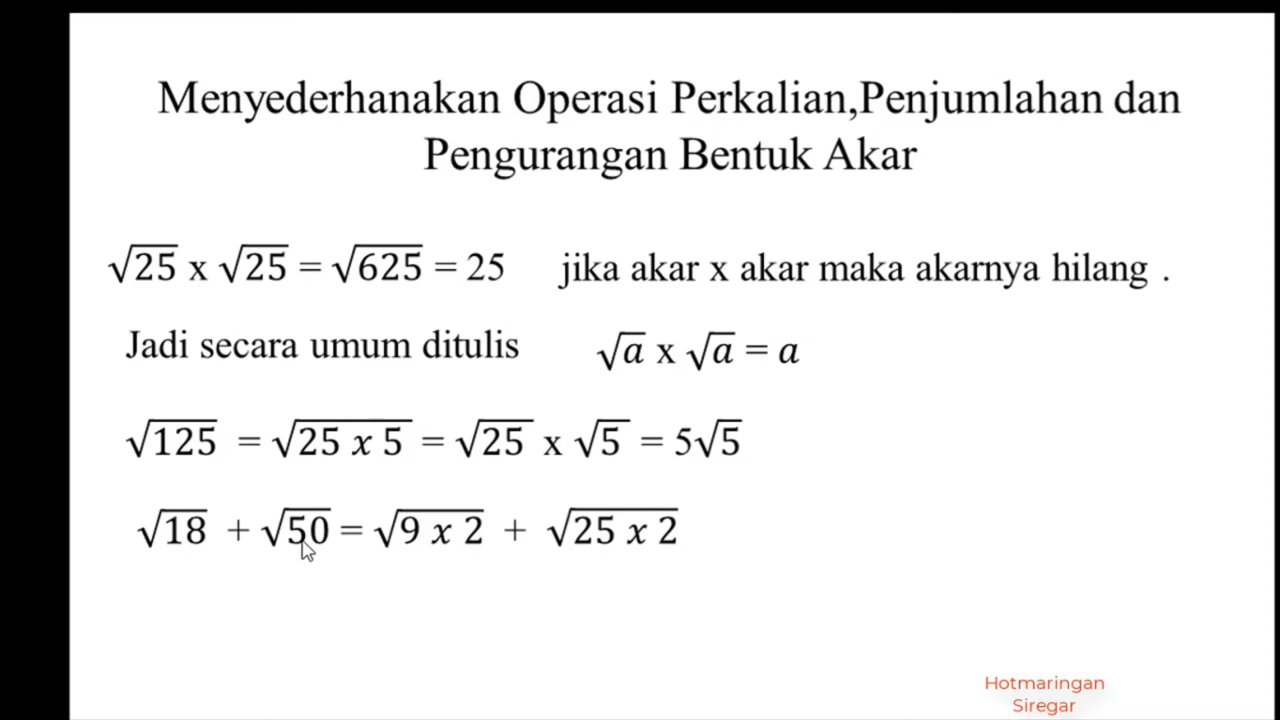 Menyederhanakan Operasi Perkalian,Penjumlahan dan
Pengurangan Bentuk Akar
√25 x √25 = √625 = 25 jika akar x akar maka akarnya hilang .
Jadi secara umum ditulis √a x √a = a
√125 = √25 x 5 = √25 x √5 = 5√5
√18 + √50 = √9 x 2 + √25 x 2
Hotmaringan
Siregar